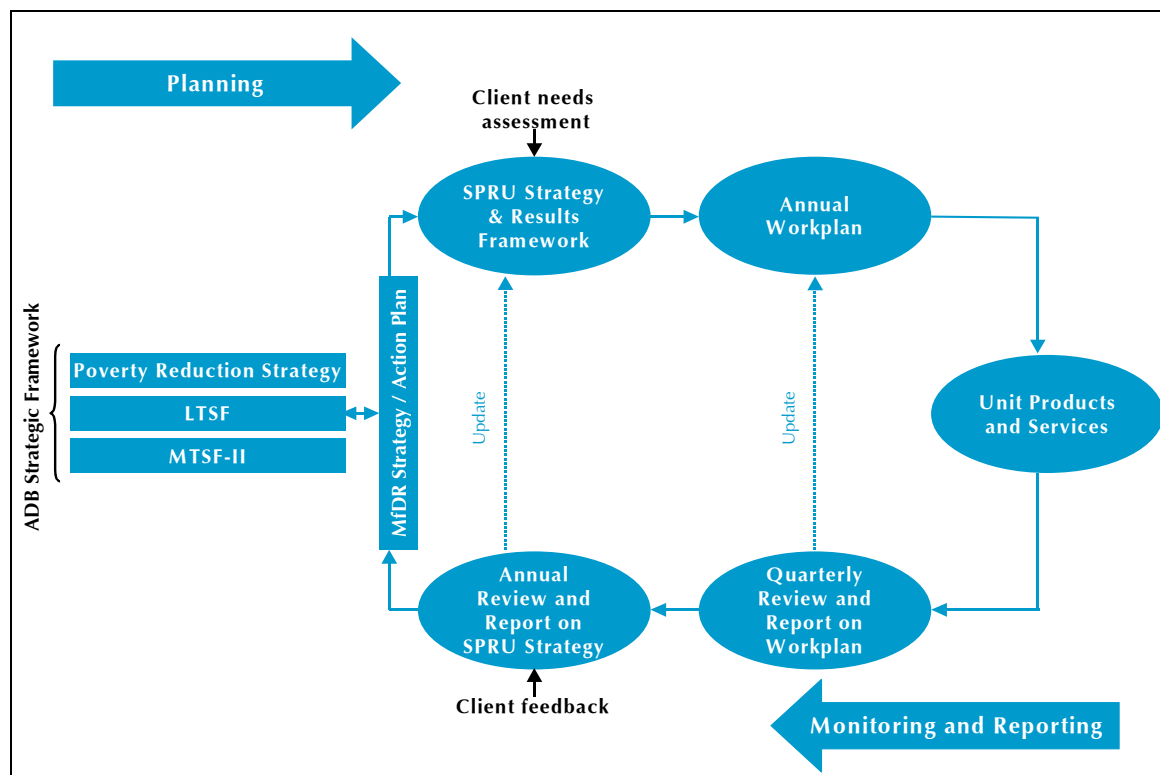 Planning
Client needs
assessment
SPRU Strategy
& Results
Framework
Annual
Workplan
ADB Strategic Framework
Poverty Reduction Strategy
LTSF
MTSF-II
MfDR Strategy / Action Plan
Update
Update
Unit Products
and Services
Annual
Review and
Report on
SPRU Strategy
Quarterly
Review and
Report on
Workplan
Client feedback
Monitoring and Reporting